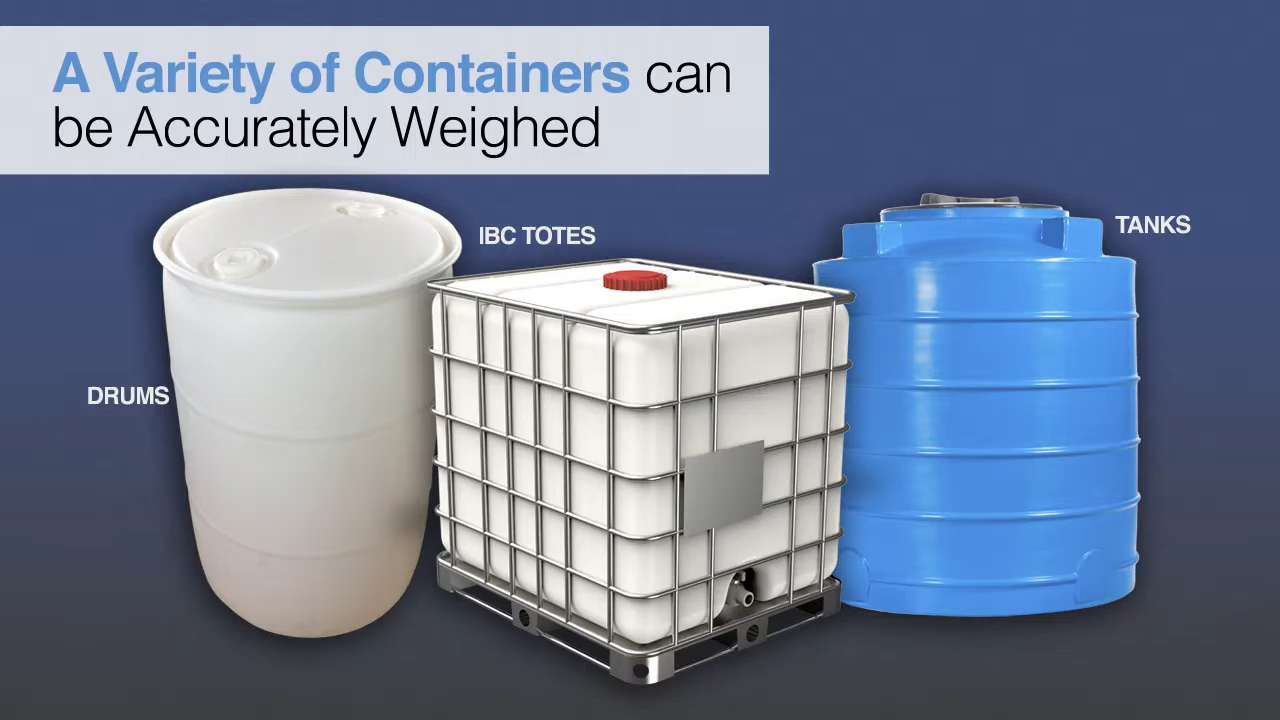 A Variety of Containers can
be Accurately Weighed
IBC TOTES
TANKS
DRUMS